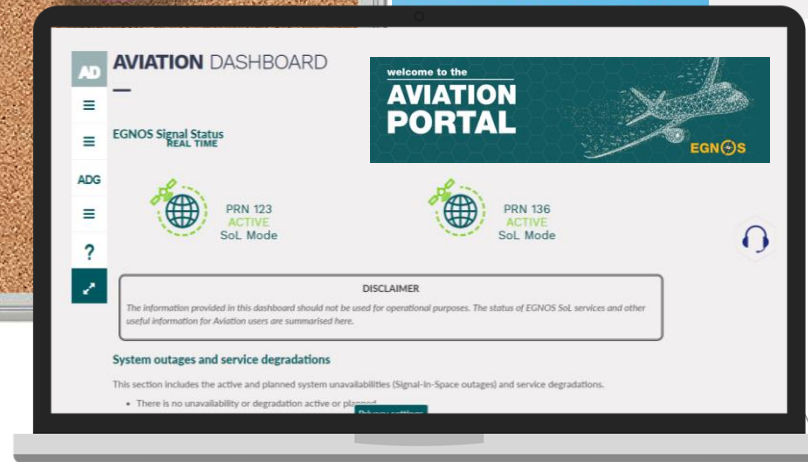 AD
AVIATION DASHBOARD
welcome to the
AVIATION
PORTAL
EGNOS
EGNOS Signal Status
REAL TIME
ADG
PRN 123
ACTIVE
SoL Mode
PRN 136
ACTIVE
SoL Mode
?
DISCLAIMER
The information provided in this dashboard should not be used for operational purposes. The status of EGNOS SoL services and other
useful information for Aviation users are summarised here.
System outages and service degradations
This section includes the active and planned system unavailabilities (Signal-In-Space outages) and service degradations.
• There is no unavailability or degradation active or planned
Privacy settings